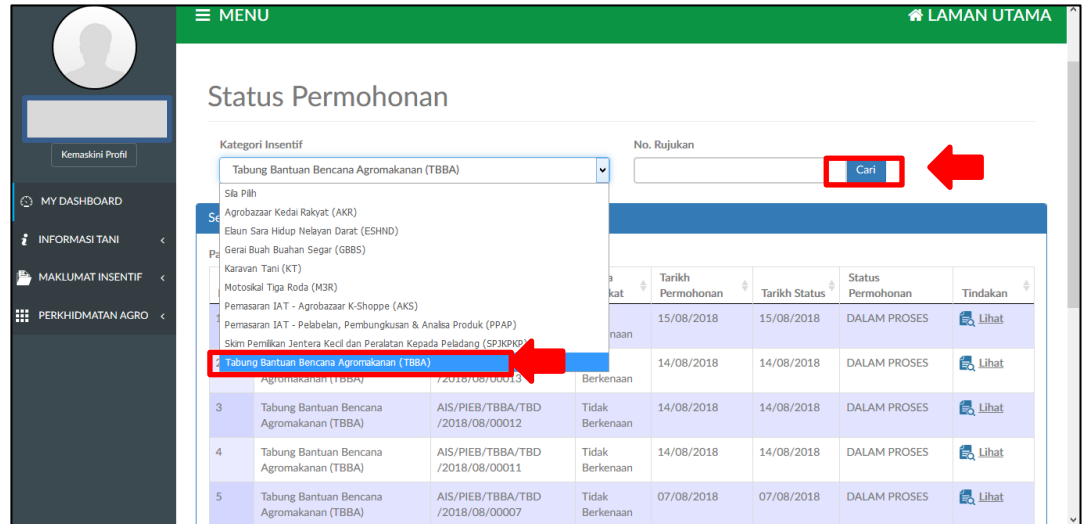 ≡ MENU
LAMAN UTAMA
Kemaskini Profil
MY DASHBOARD
INFORMASI TANI
MAKLUMAT INSENTIF
PERKHIDMATAN AGRO
Status Permohonan
Kategori Insentif
No. Rujukan
Tabung Bantuan Bencana Agromakanan (TBBA)
Cari
Sila Pilih
Agrobazaar Kedai Rakyat (AKR)
Elaun Sara Hidup Nelayan Darat (ESHND)
Gerai Buah Buahan Segar (GBBS)
Karavan Tani (KT)
Motosikal Tiga Roda (M3R)
Pemasaran IAT - Agrobazaar K-Shoppe (AKS)
Pemasaran IAT - Pelabelan, Pembungkusan & Analisa Produk (PPAP)
Skim Pemilikan Jentera Kecil dan Peralatan Kepada Peladang (SPJKPKP)
Tabung Bantuan Bencana Agromakanan (TBBA)
Tarikh Permohonan
Tarikh Status
Status Permohonan
Tindakan
15/08/2018 15/08/2018 DALAM PROSES Lihat
Agromakanan (TBBA) /2018/08/00013 Berkenaan 14/08/2018 14/08/2018 DALAM PROSES Lihat
3 Tabung Bantuan Bencana AIS/PIEB/TBBA/TBD Tidak 14/08/2018 14/08/2018 DALAM PROSES Lihat
Agromakanan (TBBA) /2018/08/00012 Berkenaan
4 Tabung Bantuan Bencana AIS/PIEB/TBBA/TBD Tidak 14/08/2018 14/08/2018 DALAM PROSES Lihat
Agromakanan (TBBA) /2018/08/00011 Berkenaan
5 Tabung Bantuan Bencana AIS/PIEB/TBBA/TBD Tidak 07/08/2018 07/08/2018 DALAM PROSES Lihat
Agromakanan (TBBA) /2018/08/00007 Berkenaan